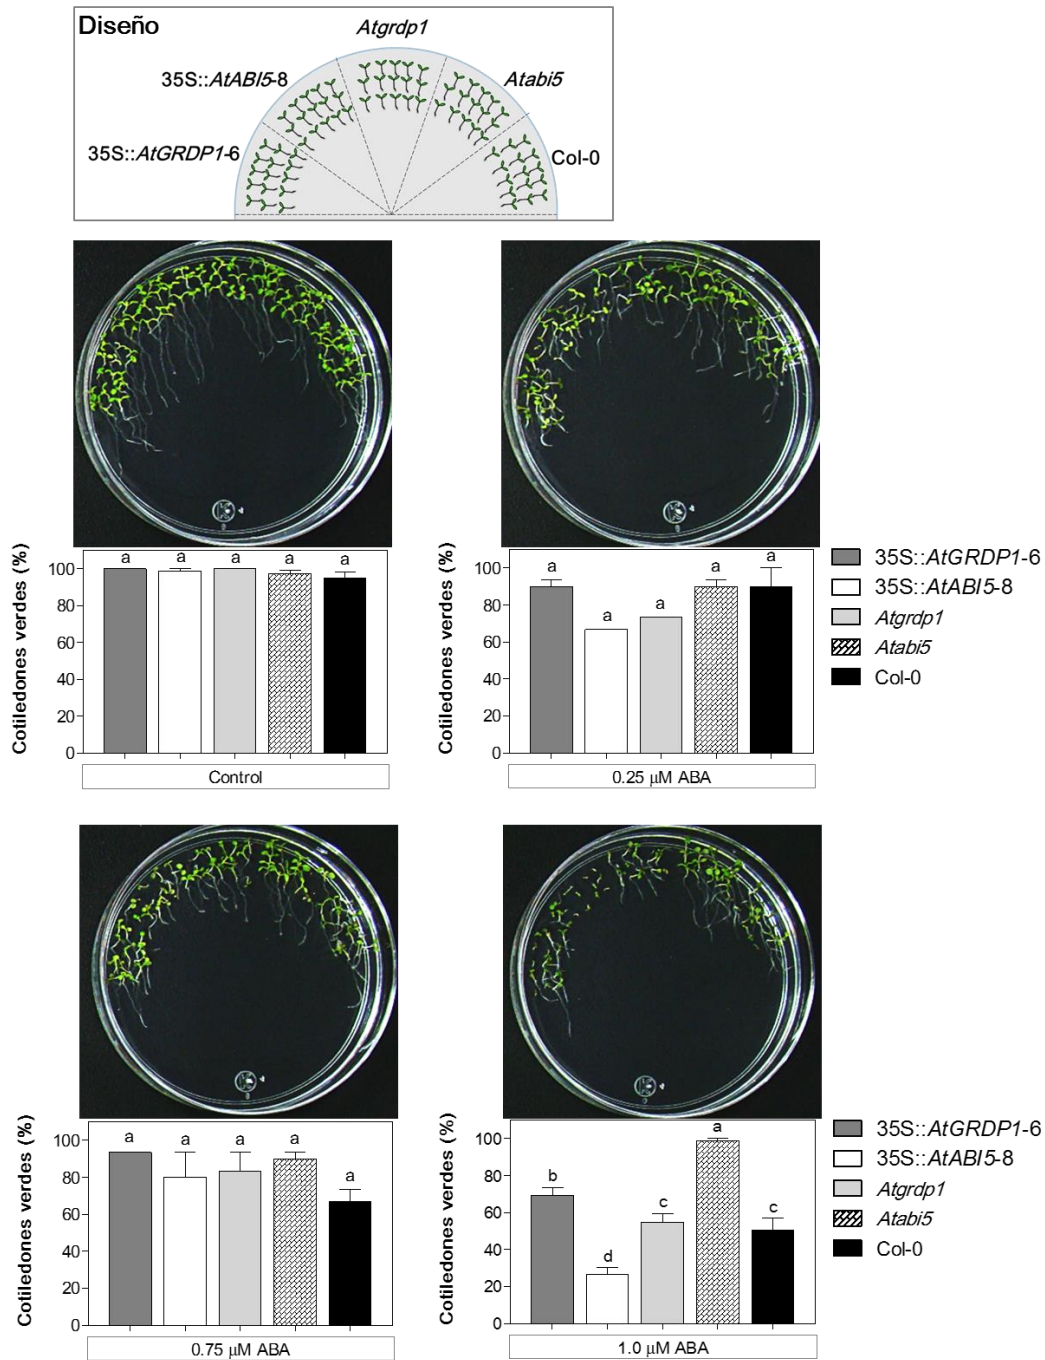 Diseño
Atgrdp1
35S::AtABI5-8
Atabi5
35S::AtGRDP1-6
Col-0
Cotiledones verdes (%)
100
80
60
40
20
0
a a a a a
Control
Cotiledones verdes (%)
100
80
60
40
20
0
a a a a a
0.25 µM ABA
35S::AtGRDP1-6
35S::AtABI5-8
Atgrdp1
Atabi5
Col-0
Cotiledones verdes (%)
100
80
60
40
20
0
a a a a a
0.75 µM ABA
Cotiledones verdes (%)
100
80
60
40
20
0
b d c a c
1.0 µM ABA
35S::AtGRDP1-6
35S::AtABI5-8
Atgrdp1
Atabi5
Col-0